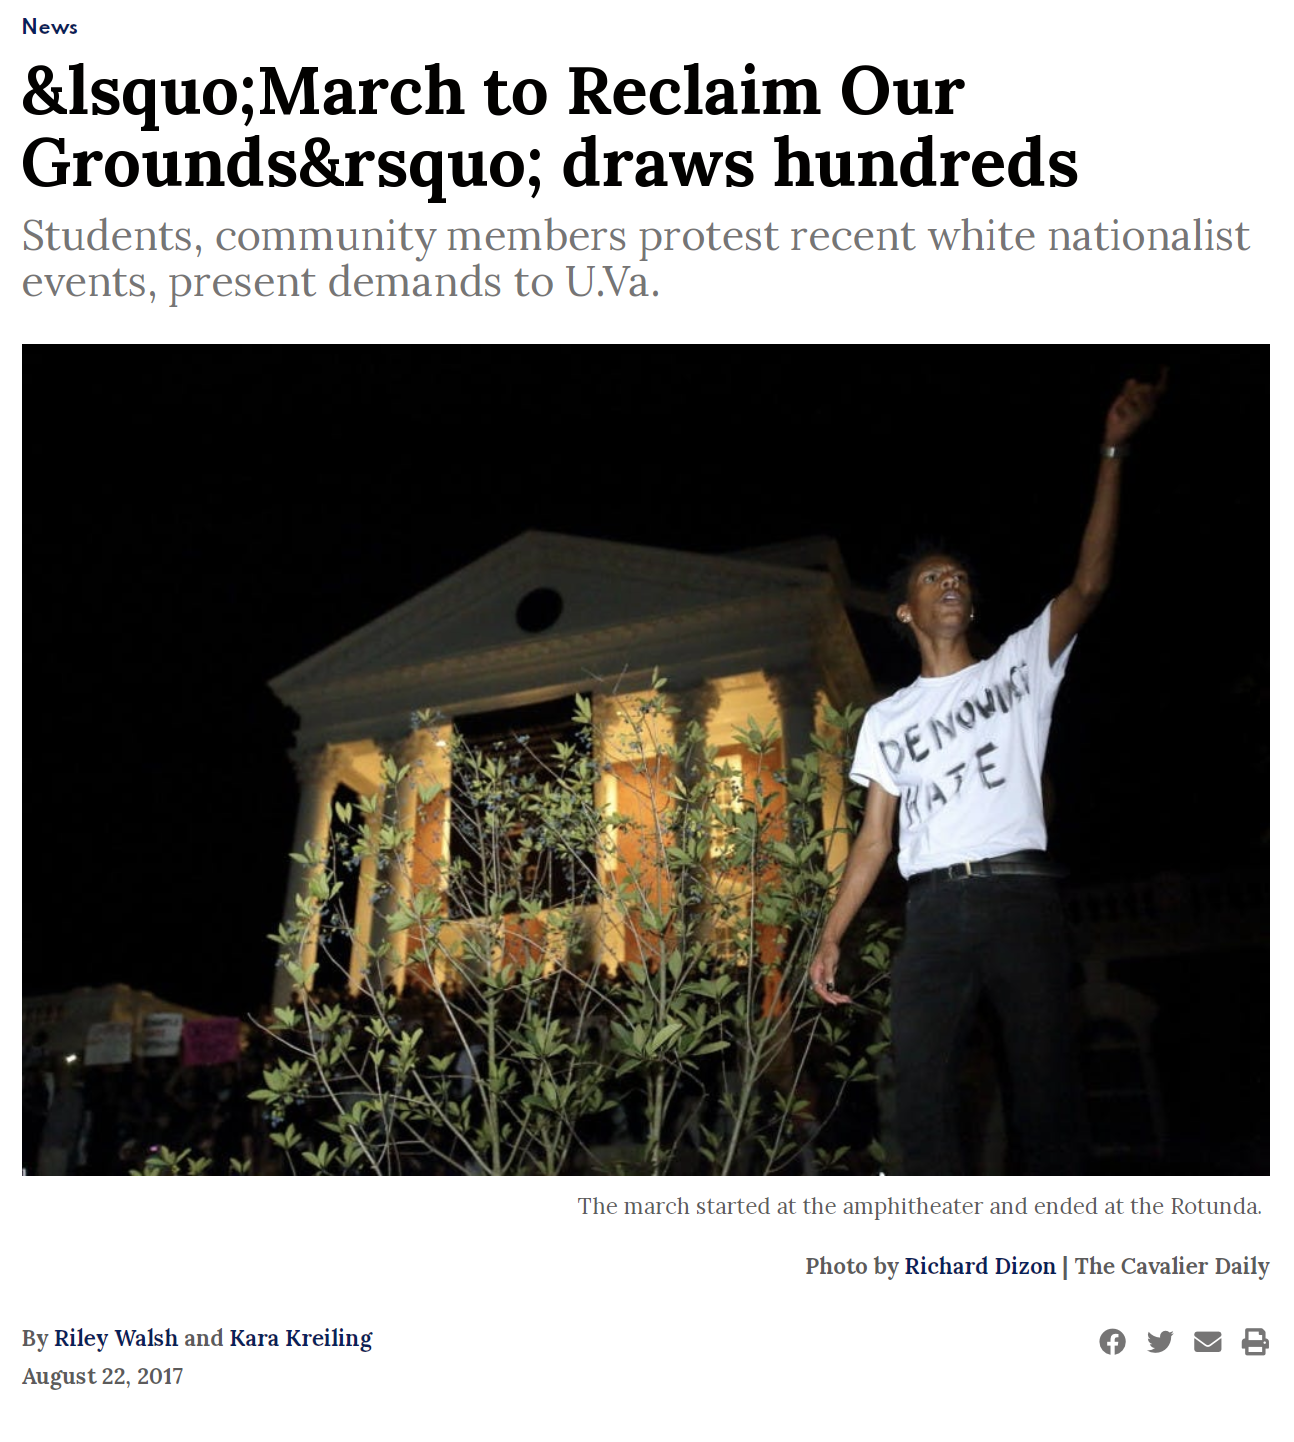 News
&lsquo;March to Reclaim Our
Grounds&rsquo; draws hundreds
Students, community members protest recent white nationalist
events, present demands to U.Va.
DENOUNCE
HATE
The march started at the amphitheater and ended at the Rotunda.
Photo by Richard Dizon | The Cavalier Daily
By Riley Walsh and Kara Kreiling
August 22, 2017